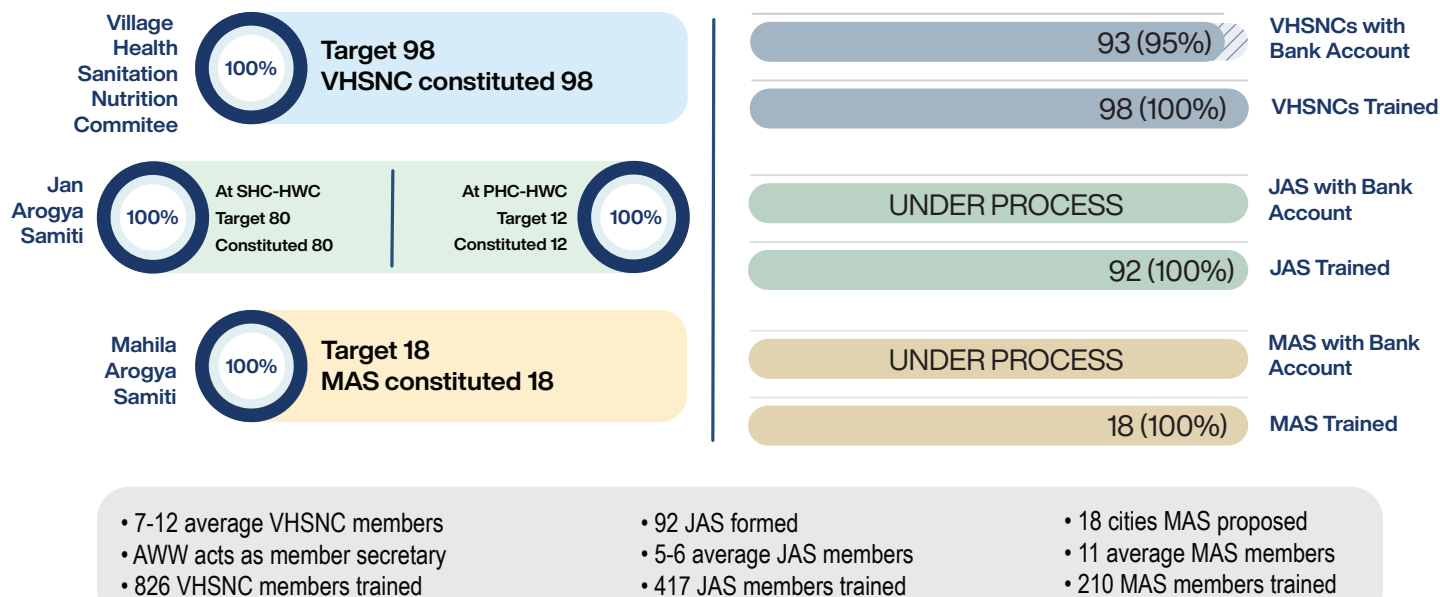 Village
Health
Sanitation
Nutrition
Commitee
100%
Target 98
VHSNC constituted 98
93 (95%)
VHSNCs with
Bank Account
98 (100%)
VHSNCs Trained
Jan
Arogya
Samiti
100%
At SHC-HWC
Target 80
Constituted 80
At PHC-HWC
Target 12
Constituted 12
100%
UNDER PROCESS
JAS with Bank
Account
92 (100%)
JAS Trained
Mahila
Arogya
Samiti
100%
Target 18
MAS constituted 18
UNDER PROCESS
MAS with Bank
Account
18 (100%)
MAS Trained
• 7-12 average VHSNC members
• AWW acts as member secretary
• 826 VHSNC members trained
• 92 JAS formed
• 5-6 average JAS members
• 417 JAS members trained
• 18 cities MAS proposed
• 11 average MAS members
• 210 MAS members trained